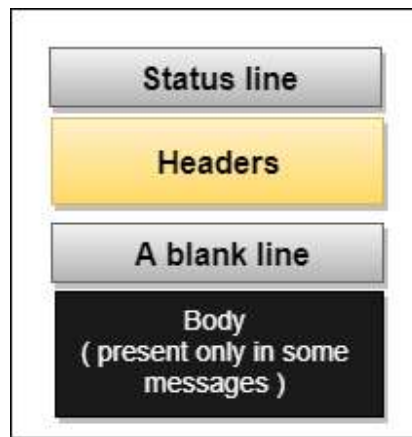 Status line
Headers
A blank line
Body
( present only in some
messages )